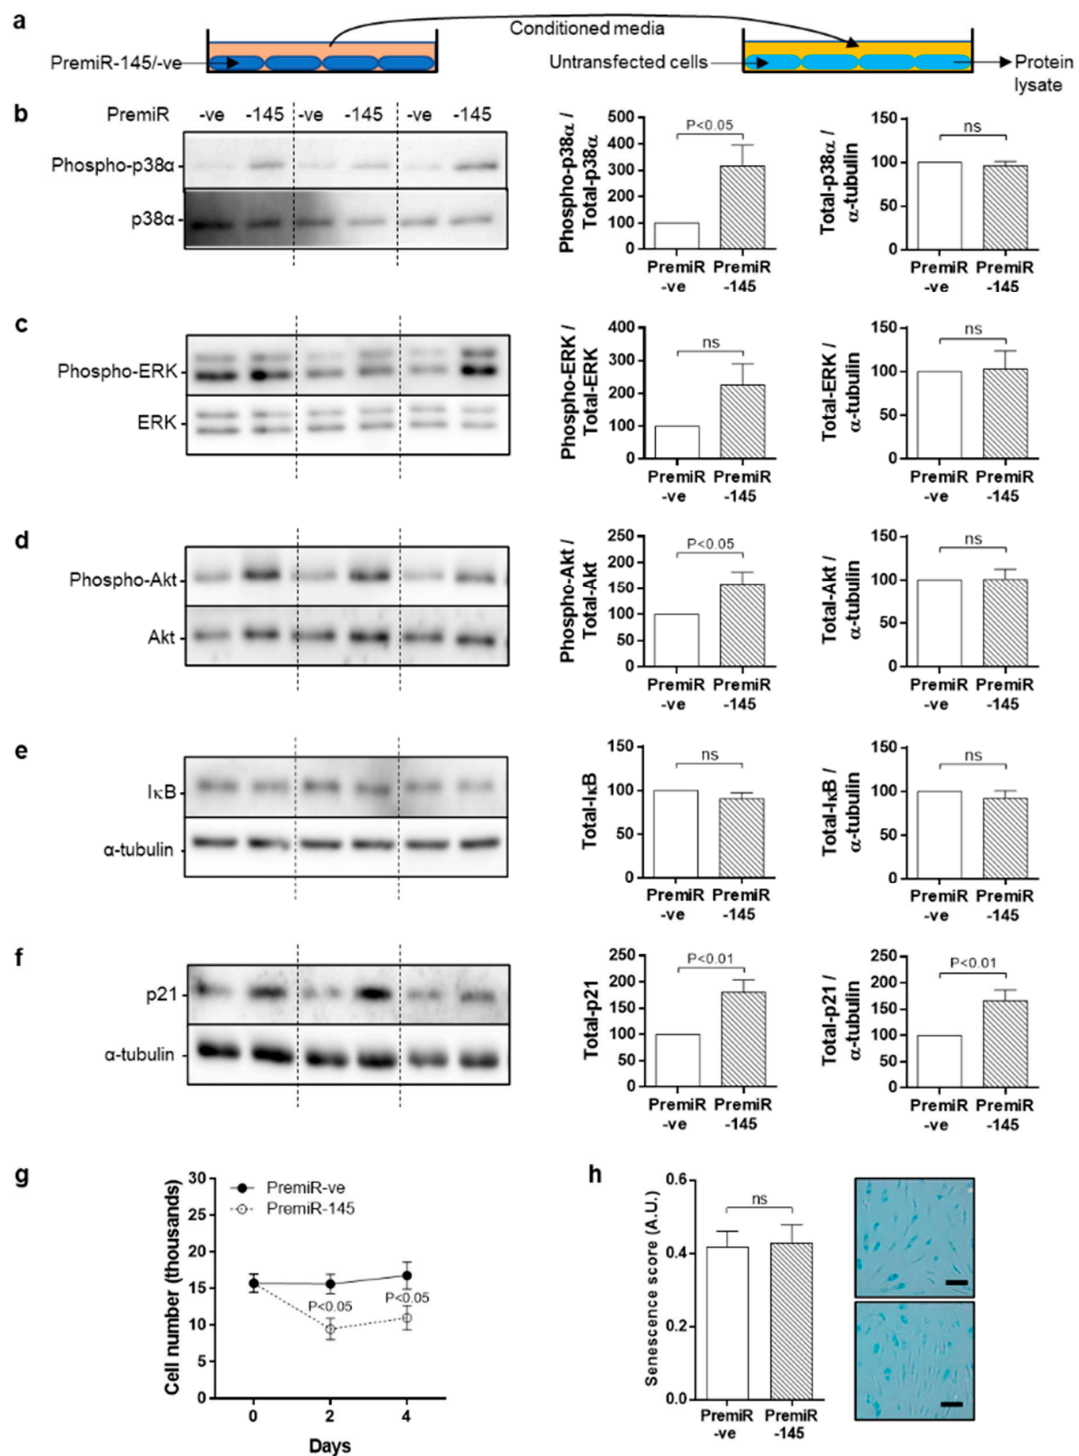 a
Conditioned media
PremiR-145/-ve
Untransfected cells
Protein
lysate
b
PremiR -ve -145 -ve -145 -ve -145
Phospho-p38α
p38α
Phospho-p38α /
Total-p38α
500
400
300
200
100
0
P<0.05
PremiR PremiR
-ve -145
Total-p38α /
α-tubulin
150
100
50
0
ns
PremiR PremiR
-ve -145
c
Phospho-ERK
ERK
Phospho-ERK /
Total-ERK
400
300
200
100
0
ns
PremiR PremiR
-ve -145
Total-ERK /
α-tubulin
150
100
50
0
ns
PremiR PremiR
-ve -145
d
Phospho-Akt
Akt
Phospho-Akt /
Total-Akt
250
200
150
100
50
0
P<0.05
PremiR PremiR
-ve -145
Total-Akt /
α-tubulin
150
100
50
0
ns
PremiR PremiR
-ve -145
e
IκB
α-tubulin
Total-IκB
150
100
50
0
ns
PremiR PremiR
-ve -145
Total-IκB /
α-tubulin
150
100
50
0
ns
PremiR PremiR
-ve -145
f
p21
α-tubulin
Total-p21
250
200
150
100
50
0
P<0.01
PremiR PremiR
-ve -145
Total-p21 /
α-tubulin
250
200
150
100
50
0
P<0.01
PremiR PremiR
-ve -145
g
Cell number (thousands)
30
25
20
15
10
5
0
PremiR-ve
PremiR-145
P<0.05
P<0.05
0 2 4
Days
h
Senescence score (A.U.)
0.6
0.4
0.2
0.0
ns
PremiR PremiR
-ve -145